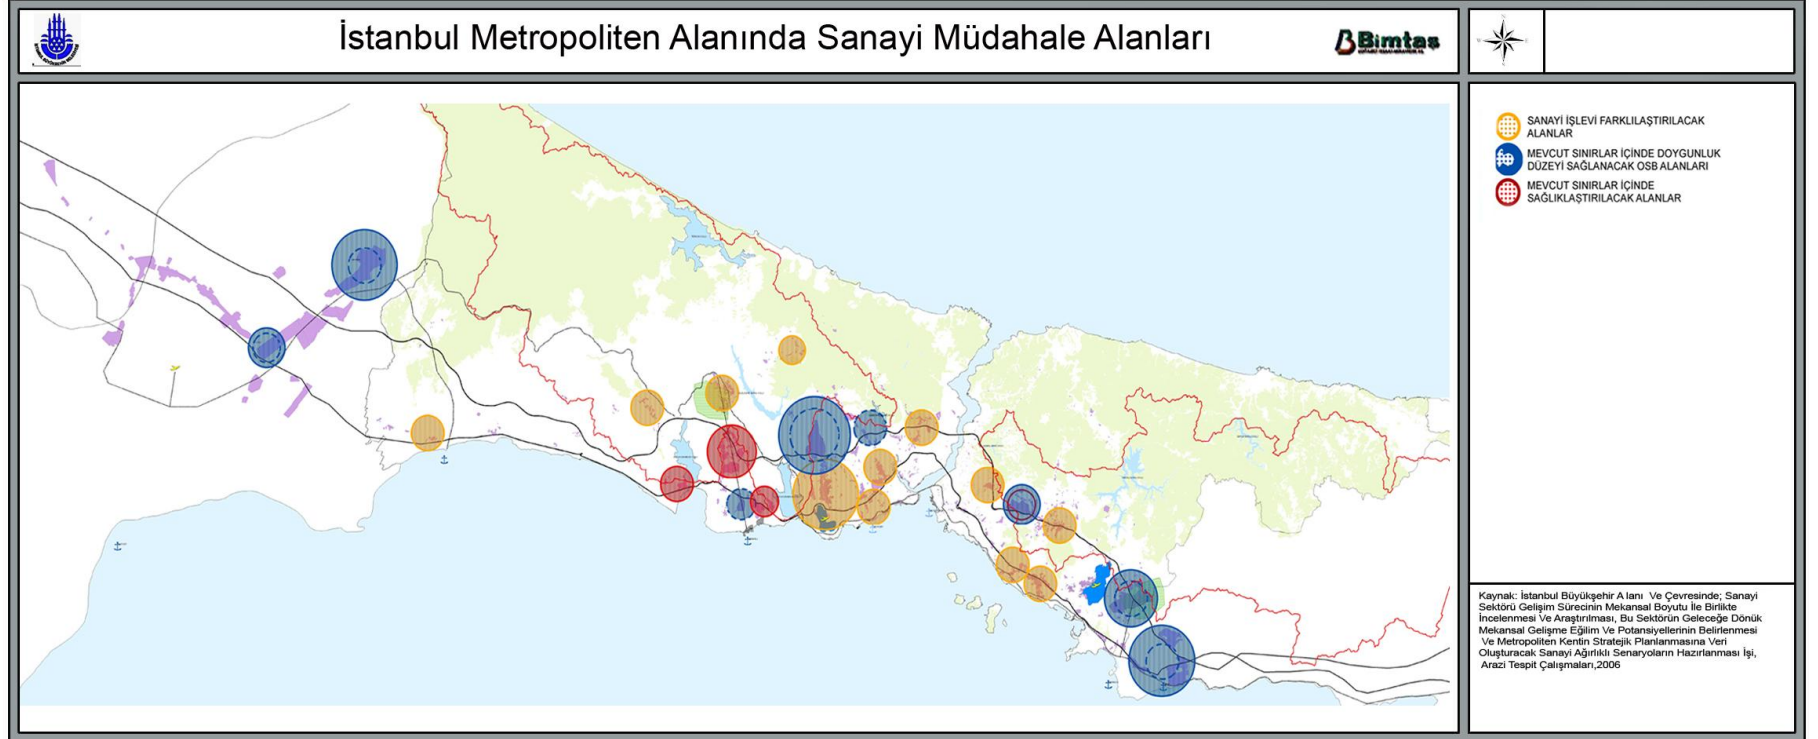 İstanbul Metropoliten Alanında Sanayi Müdahale Alanları
Bimtaş
SANAYİ İŞLEVİ FARKLILAŞTIRILACAK
ALANLAR
MEVCUT SINIRLAR İÇİNDE DOYGUNLUK
DÜZEYİ SAĞLANACAK OSB ALANLARI
MEVCUT SINIRLAR İÇİNDE
SAĞLIKLAŞTIRILACAK ALANLAR
Kaynak: İstanbul Büyükşehir A lanı Ve Çevresinde; Sanayi
Sektörü Gelişim Sürecinin Mekansal Boyutu İle Birlikte
İncelenmesi Ve Araştırılması, Bu Sektörün Geleceğe Dönük
Mekansal Gelişme Eğilim Ve Potansiyellerinin Belirlenmesi
Ve Metropoliten Kentin Stratejik Planlanmasına Veri
Oluşturacak Sanayi Ağırlıklı Senaryoların Hazırlanması İşi,
Arazi Tespit Çalışmaları,2006